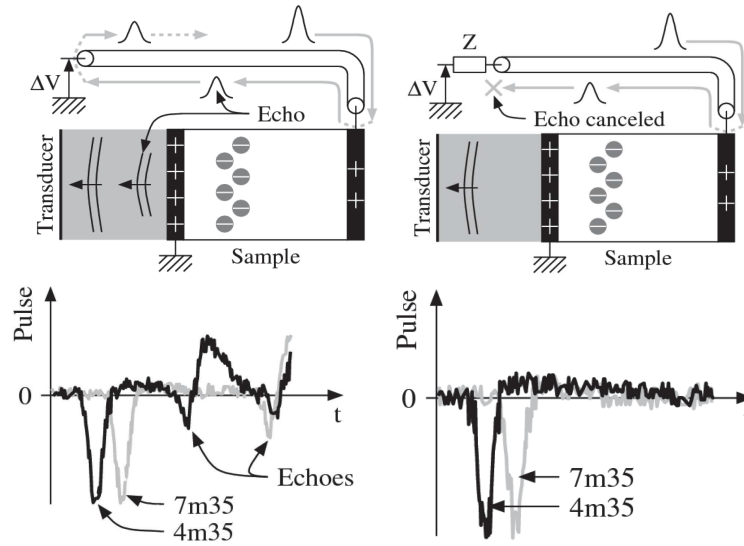 ΔV
Echo
Transducer
Sample
Z
ΔV
Echo canceled
Transducer
Sample
Pulse
0
t
Echoes
7m35
4m35
Pulse
0
7m35
4m35